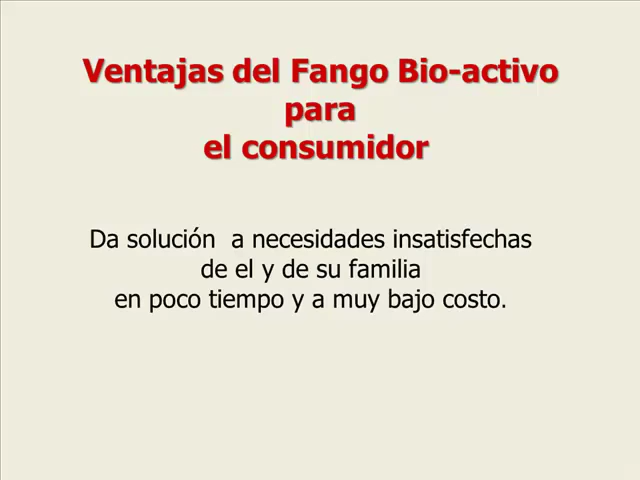 Ventajas del Fango Bio-activo
para
el consumidor
Da solución a necesidades insatisfechas
de el y de su familia
en poco tiempo y a muy bajo costo.